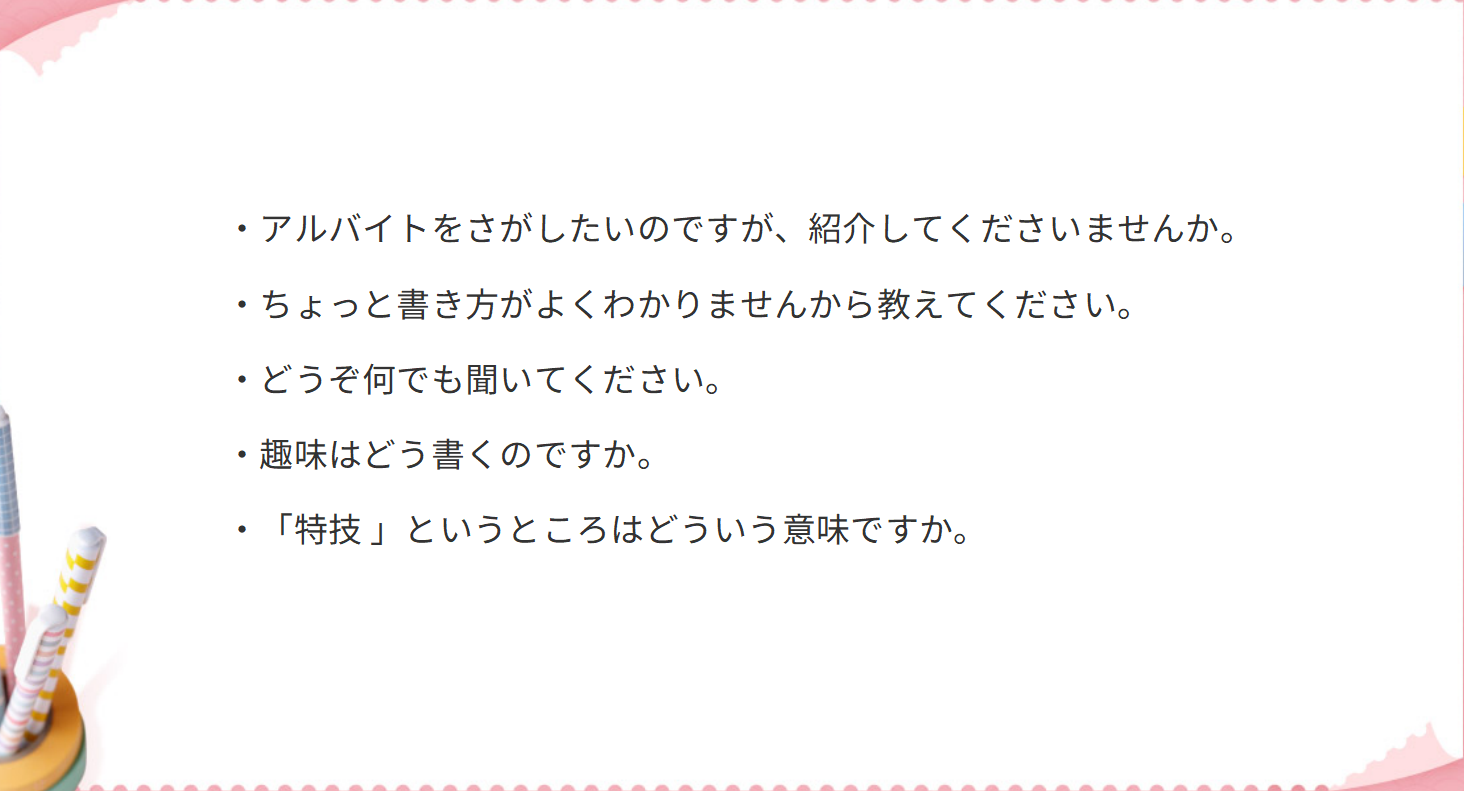 ・アルバイトをさがしたいのですが、紹介してくださいませんか。
・ちょっと書き方がよくわかりませんから教えてください。
・どうぞ何でも聞いてください。
・趣味はどう書くのですか。
・「特技 」というところはどういう意味ですか。